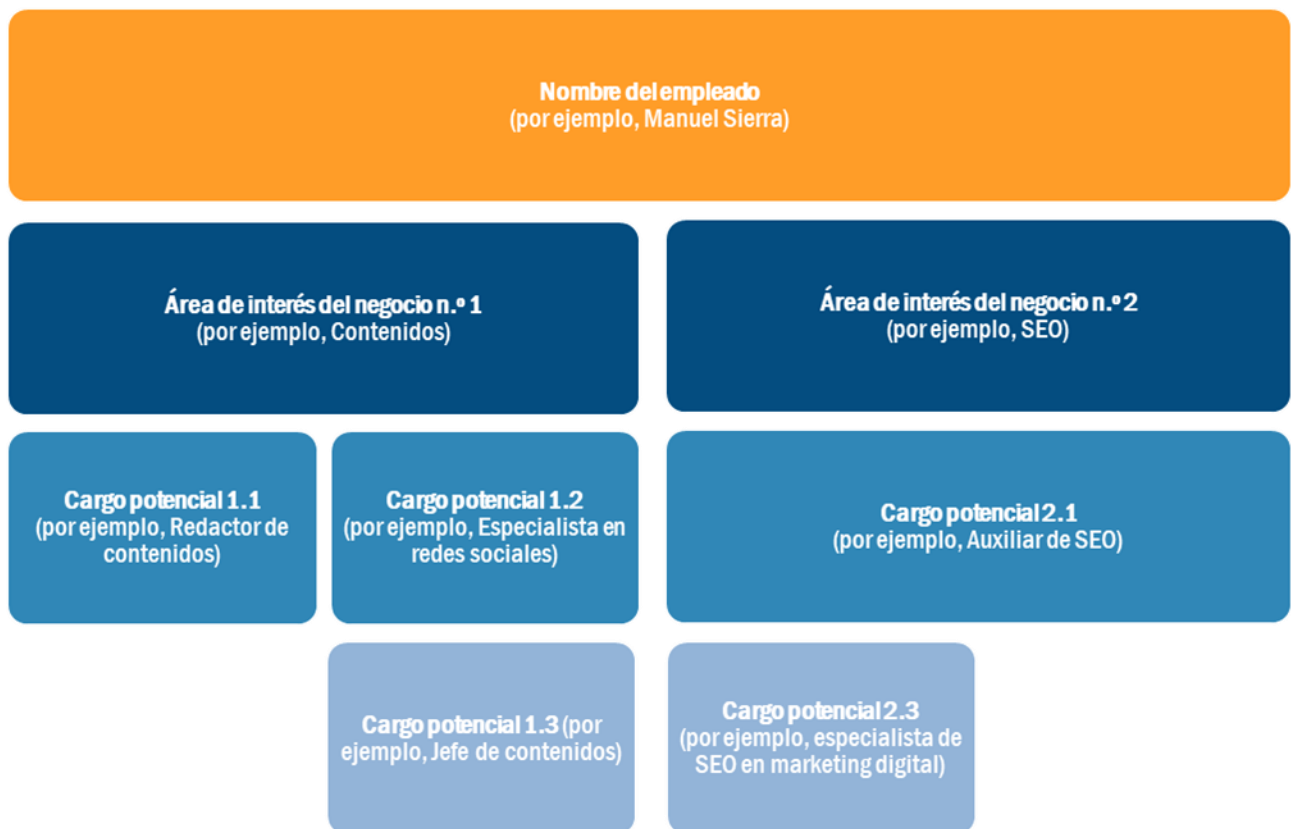 Nombre del empleado
(por ejemplo, Manuel Sierra)
Área de interés del negocio n.º 1
(por ejemplo, Contenidos)
Área de interés del negocio n.º 2
(por ejemplo, SEO)
Cargo potencial 1.1
(por ejemplo, Redactor de
contenidos)
Cargo potencial 1.2
(por ejemplo, Especialista en
redes sociales)
Cargo potencial 2.1
(por ejemplo, Auxiliar de SEO)
Cargo potencial 1.3 (por
ejemplo, Jefe de contenidos)
Cargo potencial 2.3
(por ejemplo, especialista de
SEO en marketing digital)